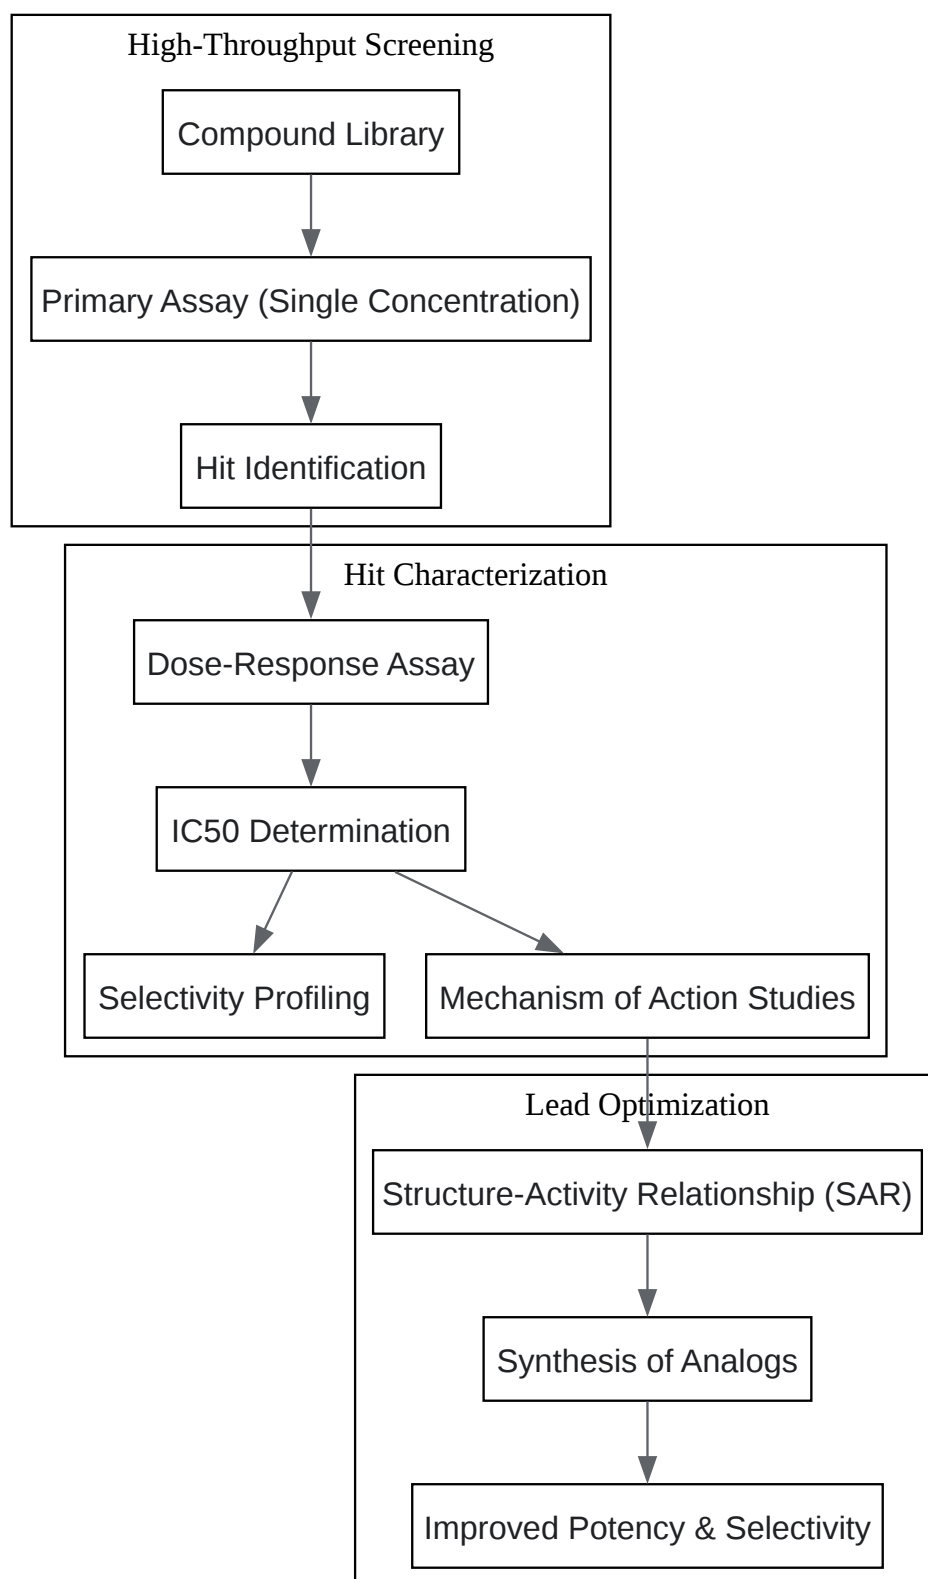 High-Throughput Screening
Compound Library
Primary Assay (Single Concentration)
Hit Identification
Hit Characterization
Dose-Response Assay
IC50 Determination
Selectivity Profiling
Mechanism of Action Studies
Lead Optimization
Structure-Activity Relationship (SAR)
Synthesis of Analogs
Improved Potency & Selectivity